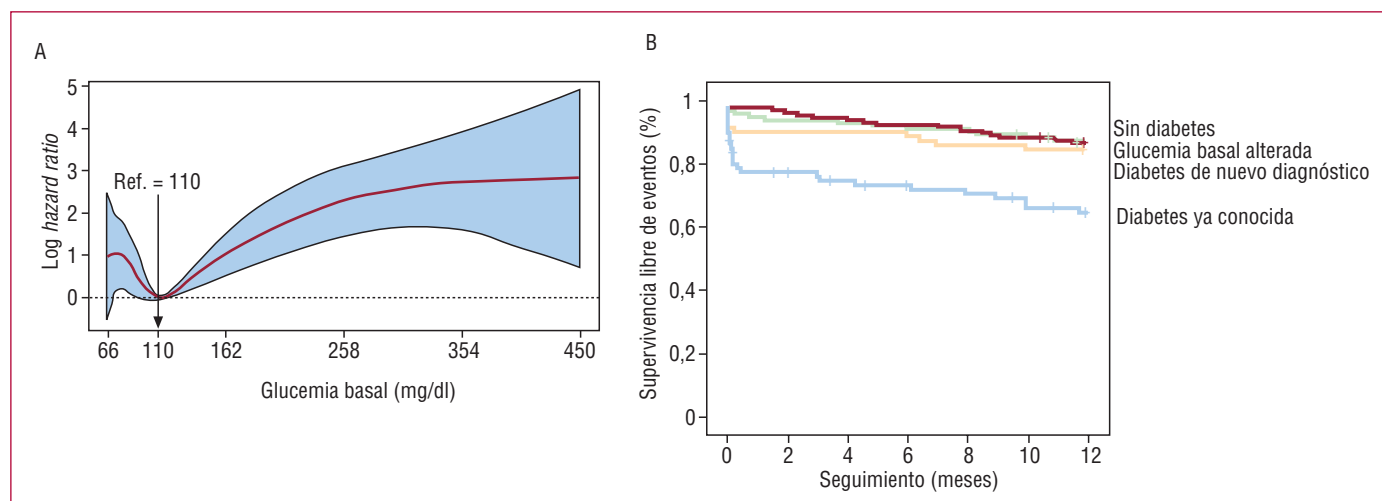 A
Log hazard ratio
5
4
3
2
1
0
Ref. = 110
66 110 162 258 354 450
Glucemia basal (mg/dl)
B
Supervivencia libre de eventos (%)
1
0,8
0,6
0,4
0,2
0
0 2 4 6 8 10 12
Seguimiento (meses)
Sin diabetes
Glucemia basal alterada
Diabetes de nuevo diagnóstico
Diabetes ya conocida